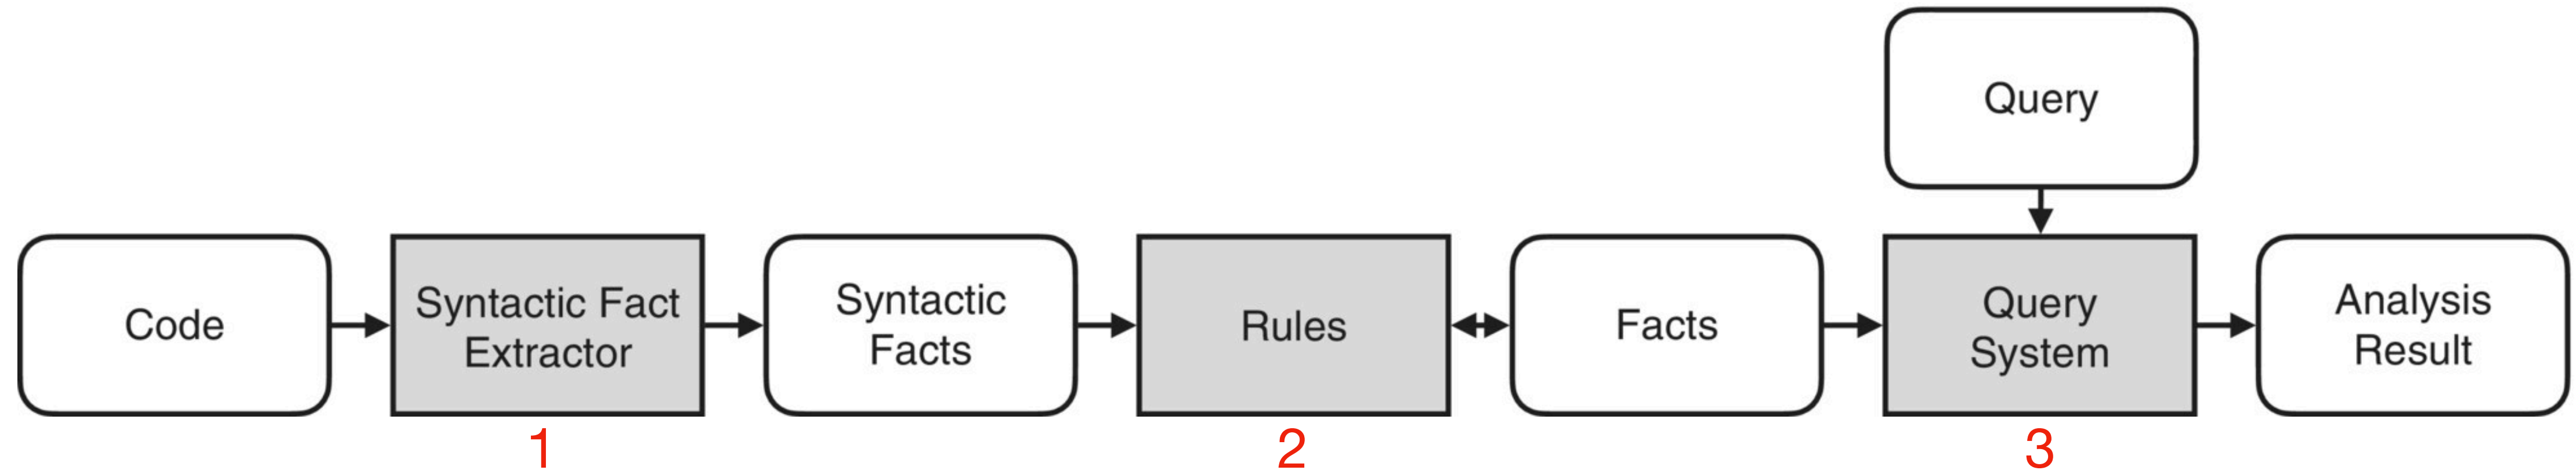 Query
Code
Syntactic Fact
Extractor
Syntactic
Facts
Rules
Facts
Query
System
Analysis
Result
1
2
3